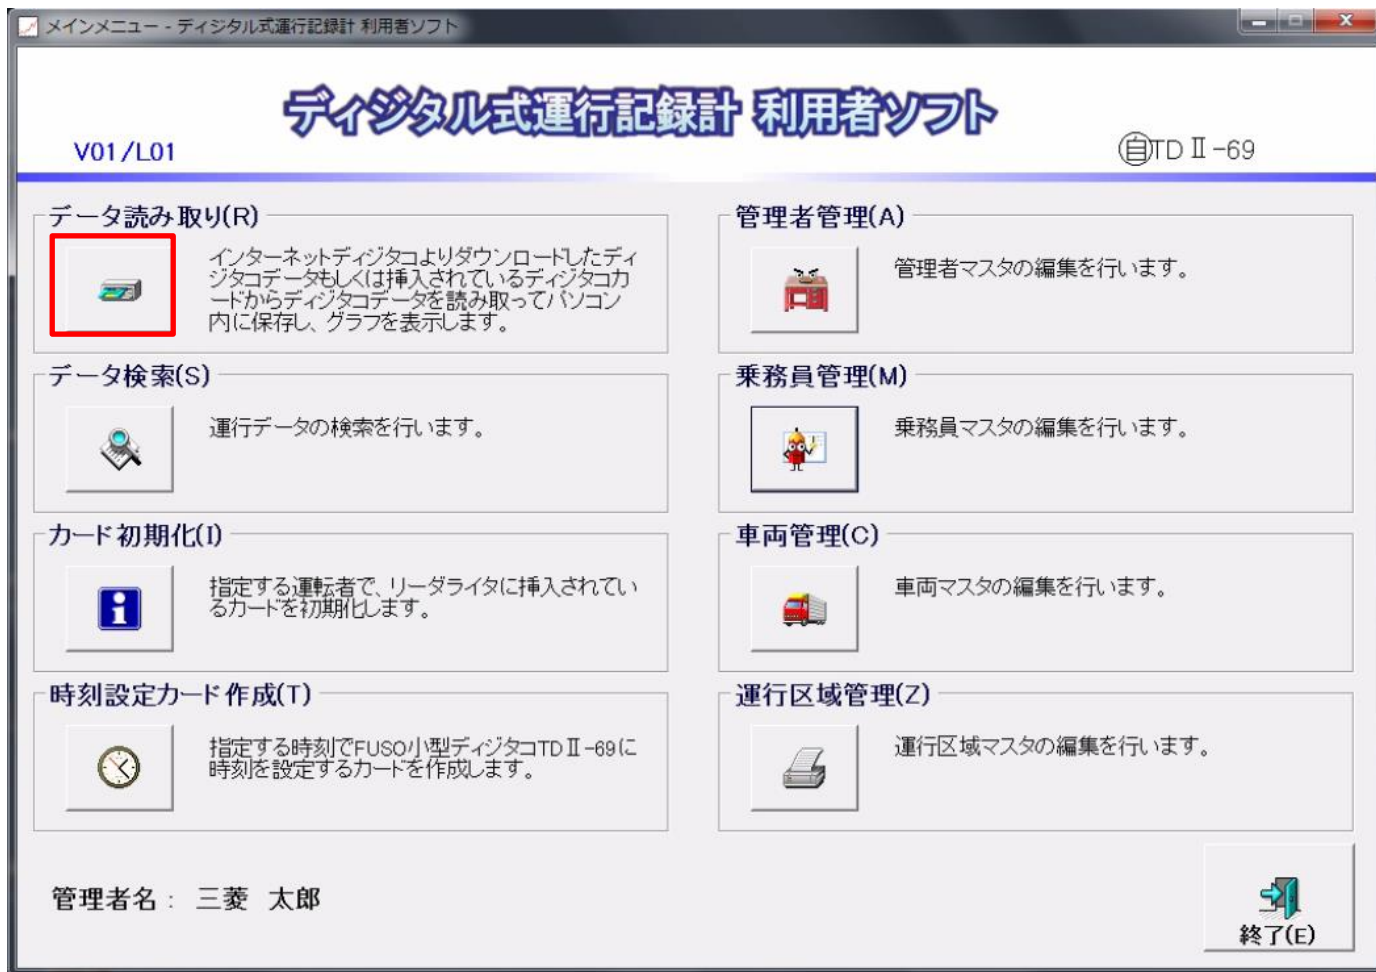 メインメニュー - ディジタル式運行記録計 利用者ソフト
ディジタル式運行記録計 利用者ソフト
V01/L01
㊀TDⅡ-69
データ読み取り(R)
インターネットディジタコよりダウンロードしたディ
ジタコデータもしくは挿入されているディジタコカ
ードからディジタコデータを読み取ってパソコン
内に保存し、グラフを表示します。
データ検索(S)
運行データの検索を行います。
カード初期化(I)
指定する運転者で、リーダライタに挿入されてい
るカードを初期化します。
時刻設定カード作成(T)
指定する時刻でFUSO小型ディジタコTDⅡ-69に
時刻を設定するカードを作成します。
管理者管理(A)
管理者マスタの編集を行います。
乗務員管理(M)
乗務員マスタの編集を行います。
車両管理(C)
車両マスタの編集を行います。
運行区域管理(Z)
運行区域マスタの編集を行います。
管理者名 : 三菱 太郎
終了(E)